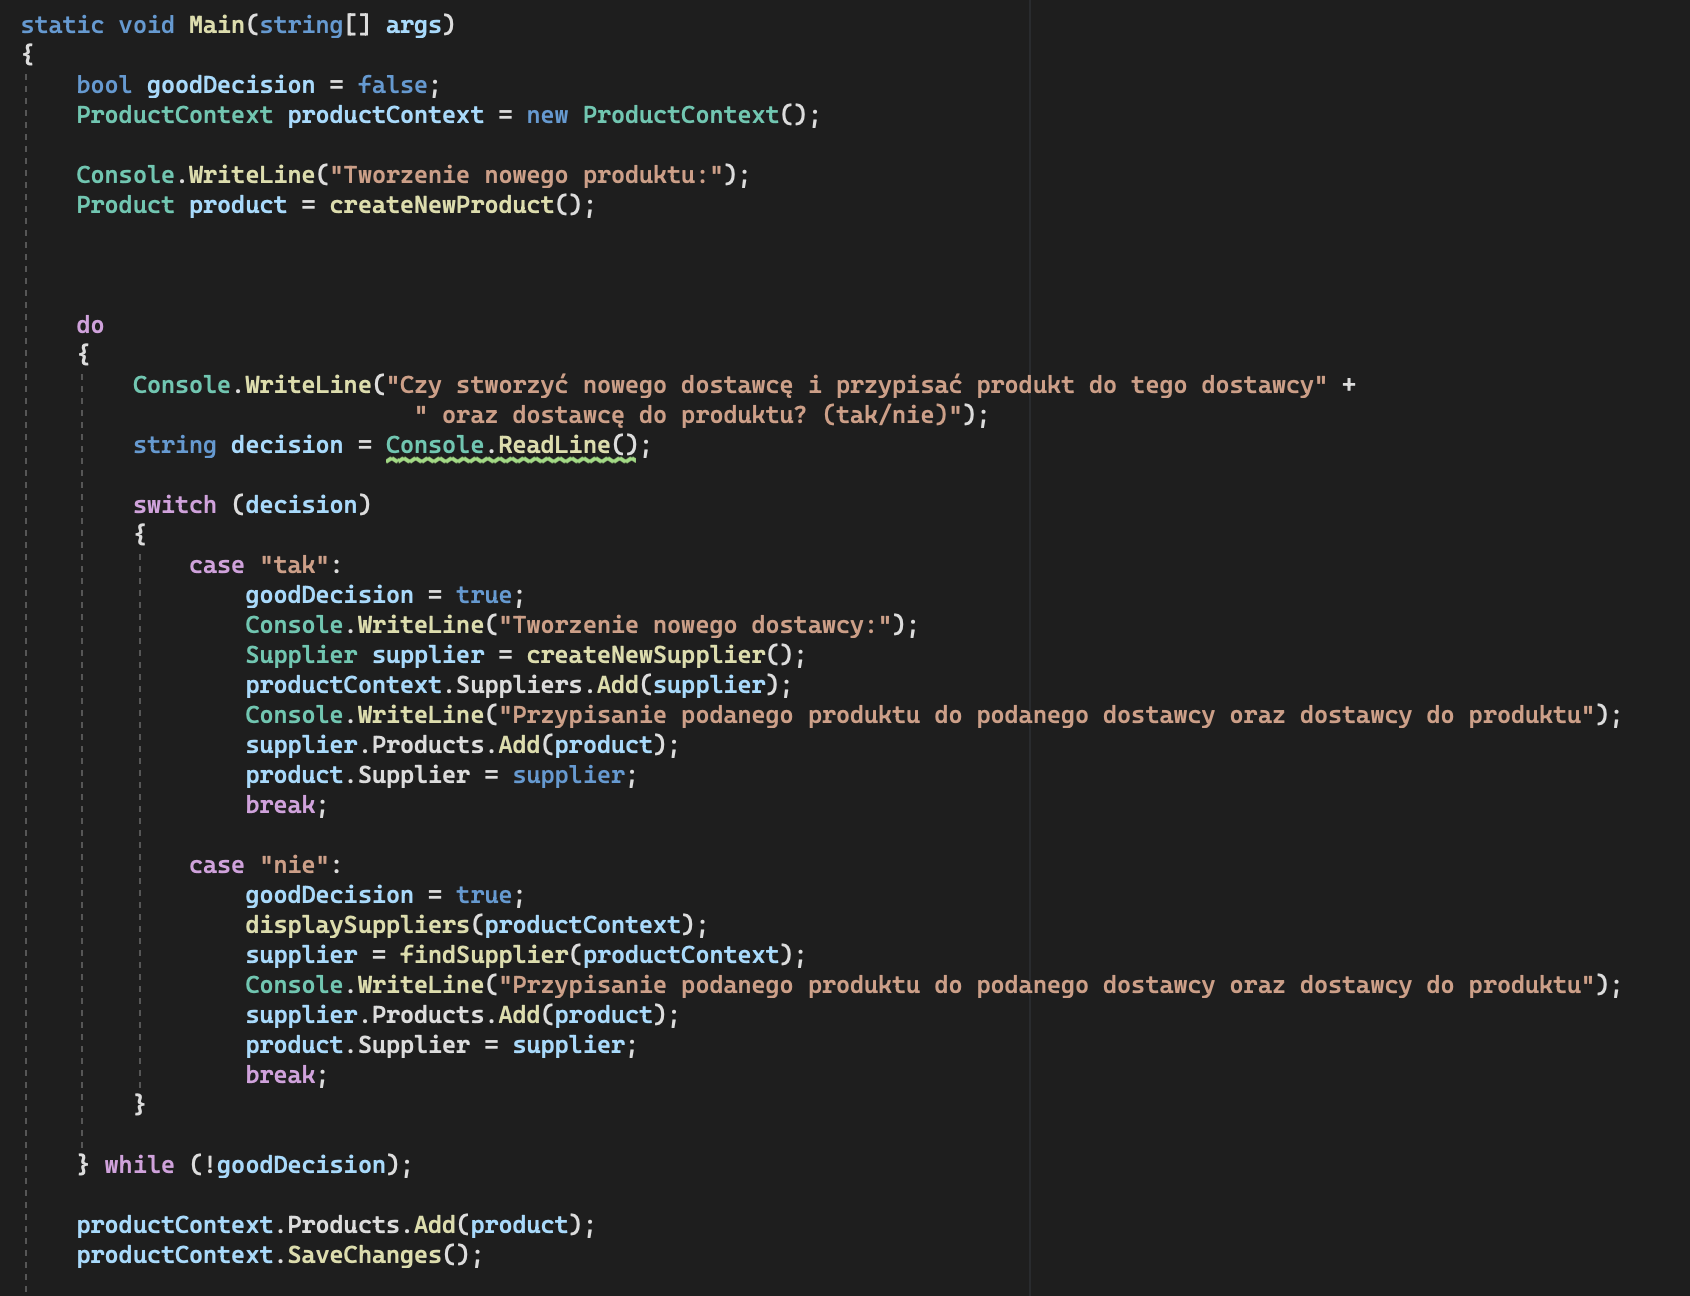 static void Main(string[] args)
{
    bool goodDecision = false;
    ProductContext productContext = new ProductContext();

    Console.WriteLine("Tworzenie nowego produktu:");
    Product product = createNewProduct();

    do
    {
        Console.WriteLine("Czy stworzyć nowego dostawcę i przypisać produkt do tego dostawcy" +
                            " oraz dostawcę do produktu? (tak/nie)");
        string decision = Console.ReadLine();

        switch (decision)
        {
            case "tak":
                goodDecision = true;
                Console.WriteLine("Tworzenie nowego dostawcy:");
                Supplier supplier = createNewSupplier();
                productContext.Suppliers.Add(supplier);
                Console.WriteLine("Przypisanie podanego produktu do podanego dostawcy oraz dostawcy do produktu");
                supplier.Products.Add(product);
                product.Supplier = supplier;
                break;

            case "nie":
                goodDecision = true;
                displaySuppliers(productContext);
                supplier = findSupplier(productContext);
                Console.WriteLine("Przypisanie podanego produktu do podanego dostawcy oraz dostawcy do produktu");
                supplier.Products.Add(product);
                product.Supplier = supplier;
                break;
        }

    } while (!goodDecision);

    productContext.Products.Add(product);
    productContext.SaveChanges();